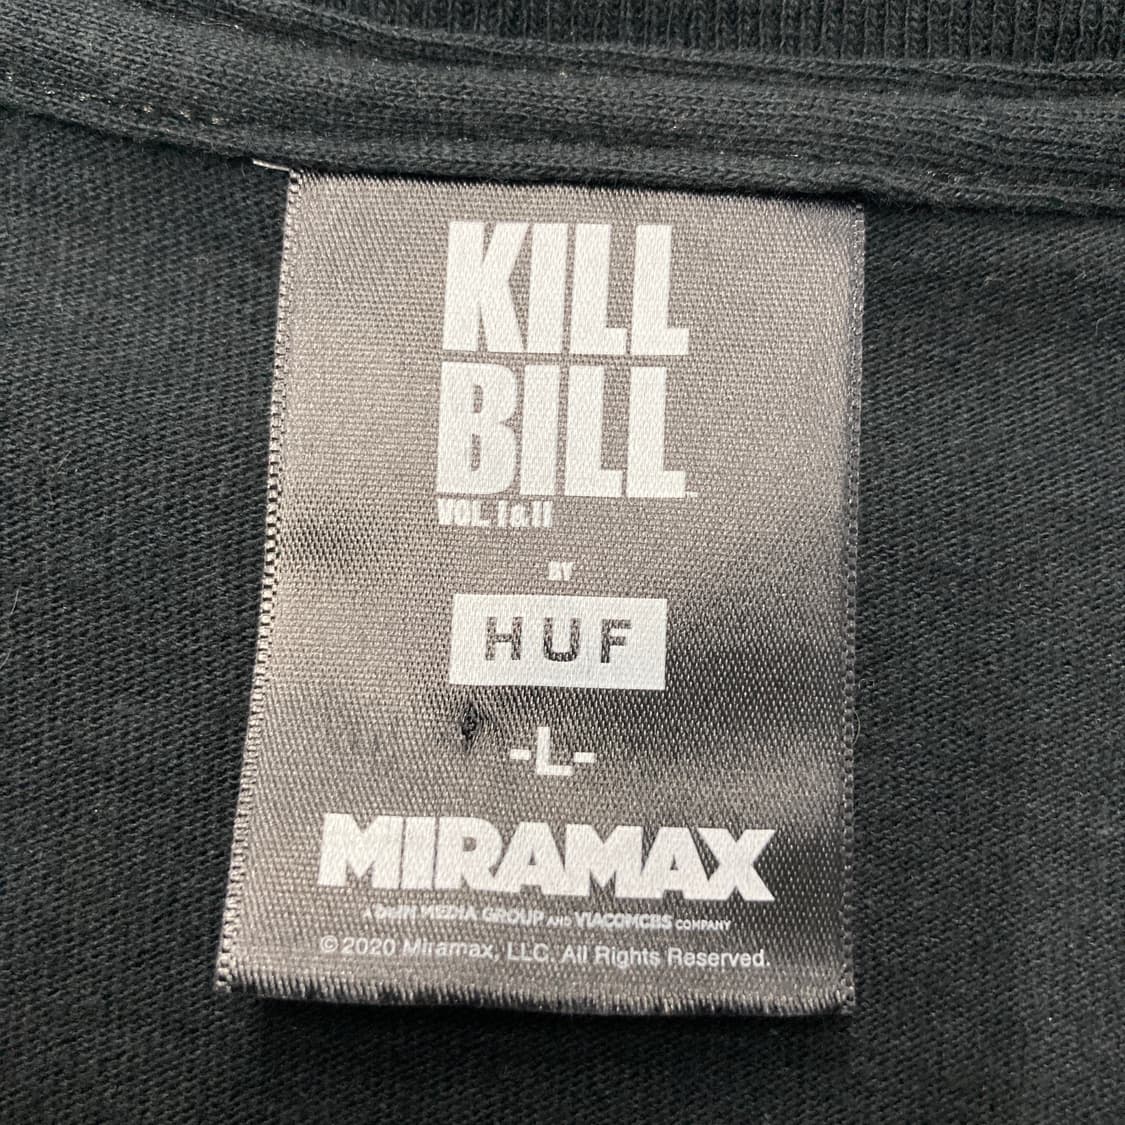 KILL
BILL
VOL. I & II
BY
HUF
-L-
MIRAMAX
A beIN MEDIA GROUP AND VIACOMCBS COMPANY
© 2020 Miramax, LLC. All Rights Reserved.